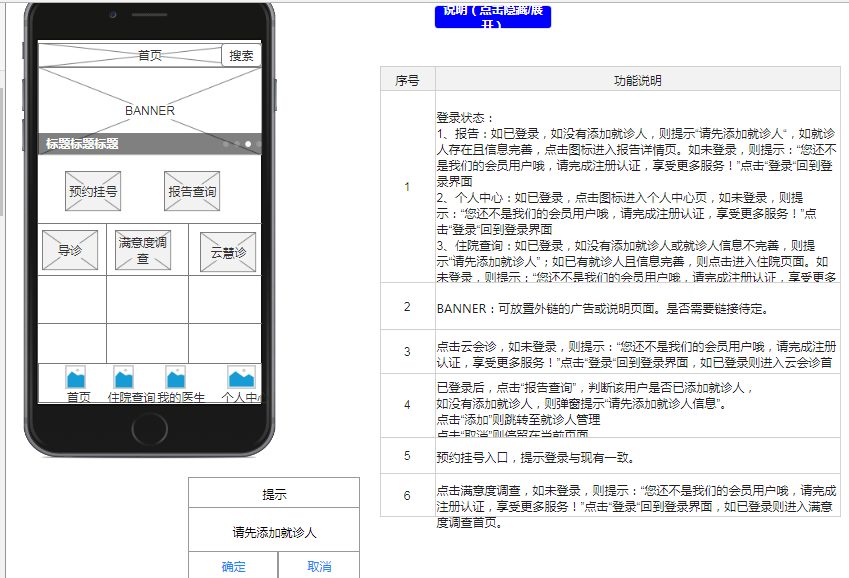 说明（点击隐藏/展
开）
首页
搜索
BANNER
标题标题标题
预约挂号
报告查询
导诊
满意度调
查
云慧诊
首页
住院查询
我的医生
个人中心
提示
请先添加就诊人
确定
取消
序号
功能说明
1
登录状态：
1、报告：如已登录，如没有添加就诊人，则提示“请先添加就诊人“，如就诊
人存在且信息完善，点击图标进入报告详情页。如未登录，则提示：“您还不
是我们的会员用户哦，请完成注册认证，享受更多服务！”点击“登录“回到登
录界面
2、个人中心：如已登录，点击图标进入个人中心页，如未登录，则提
示：“您还不是我们的会员用户哦，请完成注册认证，享受更多服务！”点
击“登录“回到登录界面
3、住院查询：如已登录，如没有添加就诊人或就诊人信息不完善，则提
示“请先添加就诊人”；如已有就诊人且信息完善，则点击进入住院页面。如
未登录，则提示：“您还不是我们的会员用户哦，请完成注册认证，享受更多
2
BANNER：可放置外链的广告或说明页面。是否需要链接待定。
3
点击云会诊，如未登录，则提示：“您还不是我们的会员用户哦，请完成注册
认证，享受更多服务！”点击“登录“回到登录界面，如已登录则进入云会诊首
4
已登录后，点击“报告查询”，判断该用户是否已添加就诊人，
如没有添加就诊人，则弹窗提示“请先添加就诊人信息”。
点击“添加”则跳转至就诊人管理
点击“取消”则停留在当前页面
5
预约挂号入口，提示登录与现有一致。
6
点击满意度调查，如未登录，则提示：“您还不是我们的会员用户哦，请完成
注册认证，享受更多服务！”点击“登录“回到登录界面，如已登录则进入满意
度调查首页。